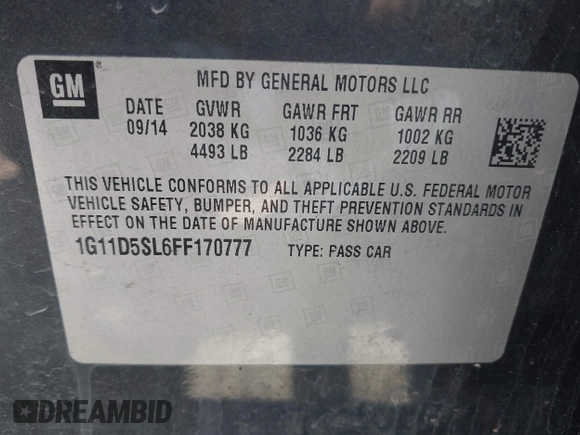 GM ®
MFD BY GENERAL MOTORS LLC
DATE GVWR GAWR FRT GAWR RR
09/14 2038 KG 1036 KG 1002 KG
4493 LB 2284 LB 2209 LB
THIS VEHICLE CONFORMS TO ALL APPLICABLE U.S. FEDERAL MOTOR
VEHICLE SAFETY, BUMPER, AND THEFT PREVENTION STANDARDS IN
EFFECT ON THE DATE OF MANUFACTURE SHOWN ABOVE.
1G11D5SL6FF170777 TYPE: PASS CAR
DREAMBID